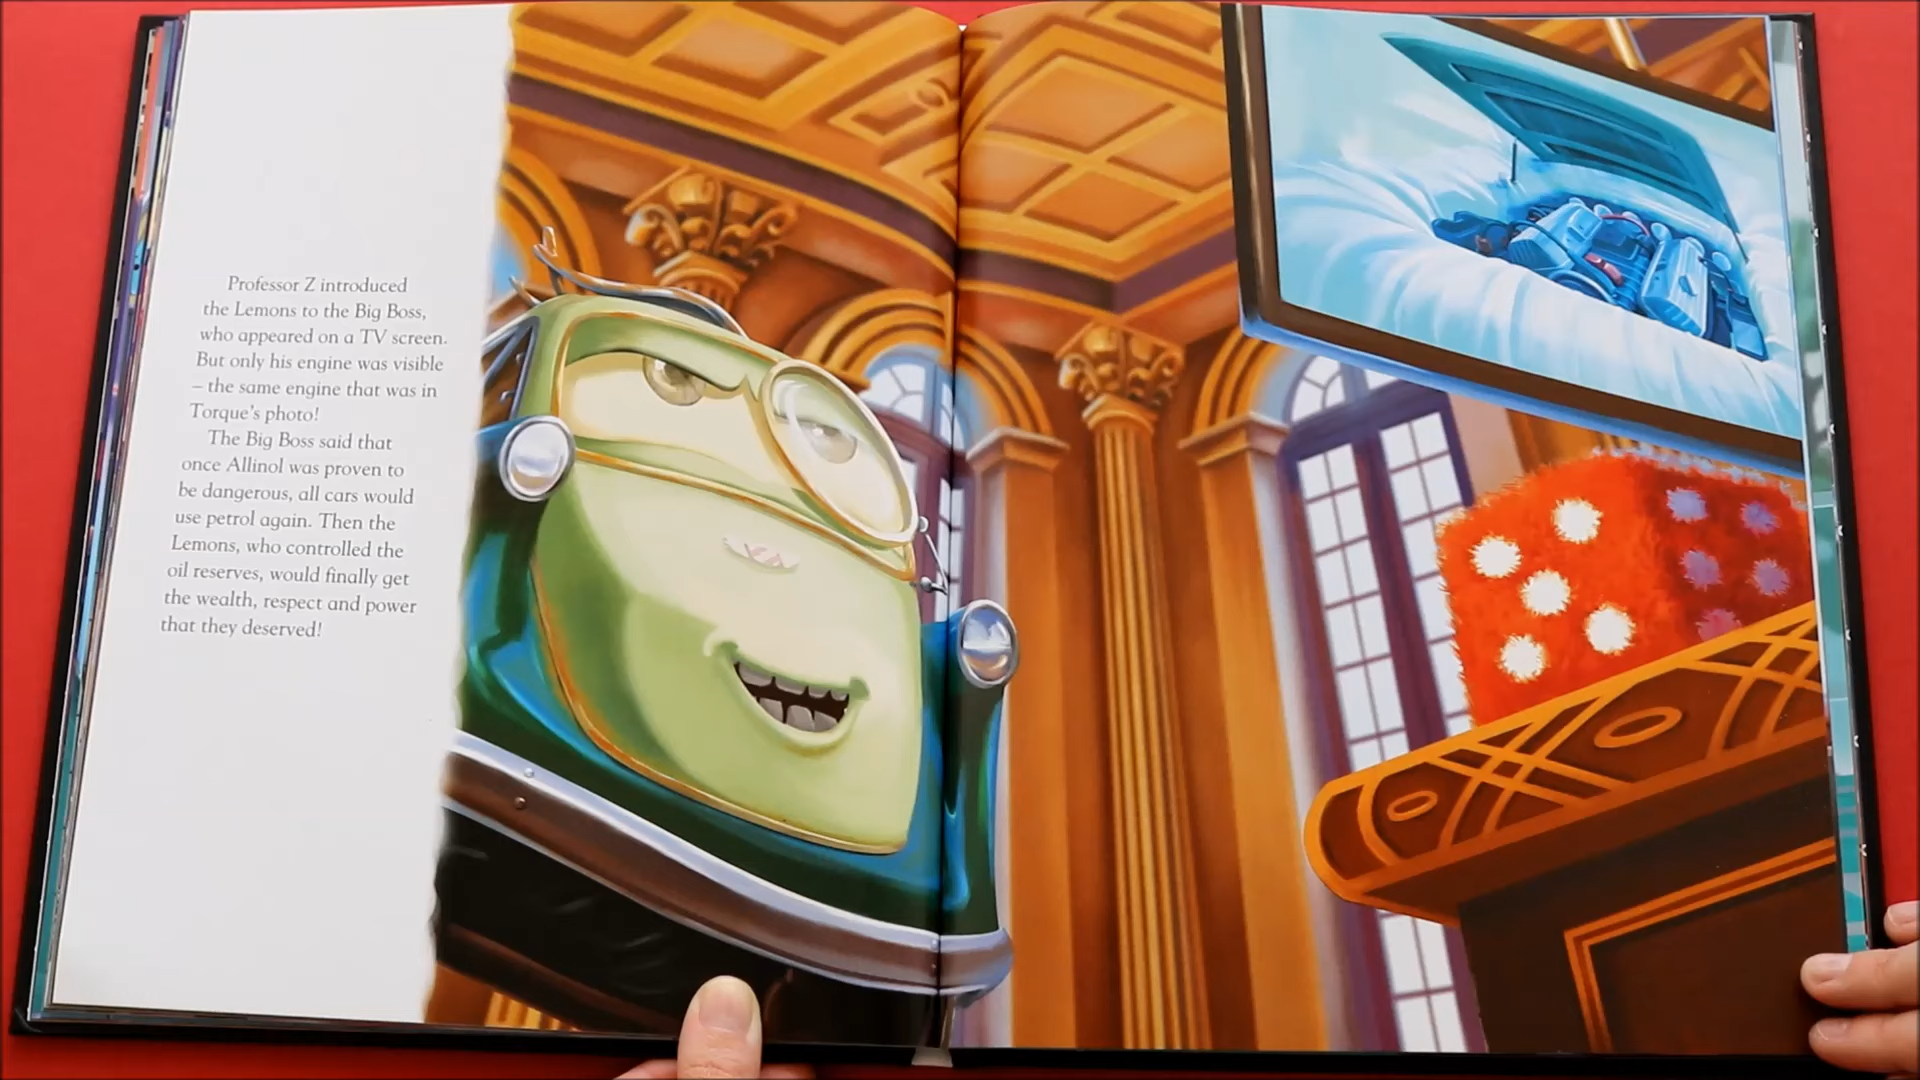 Professor Z introduced
the Lemons to the Big Boss,
who appeared on a TV screen.
But only his engine was visible
– the same engine that was in
Torque's photo!
The Big Boss said that
once Allinol was proven to
be dangerous, all cars would
use petrol again. Then the
Lemons, who controlled the
oil reserves, would finally get
the wealth, respect and power
that they deserved!